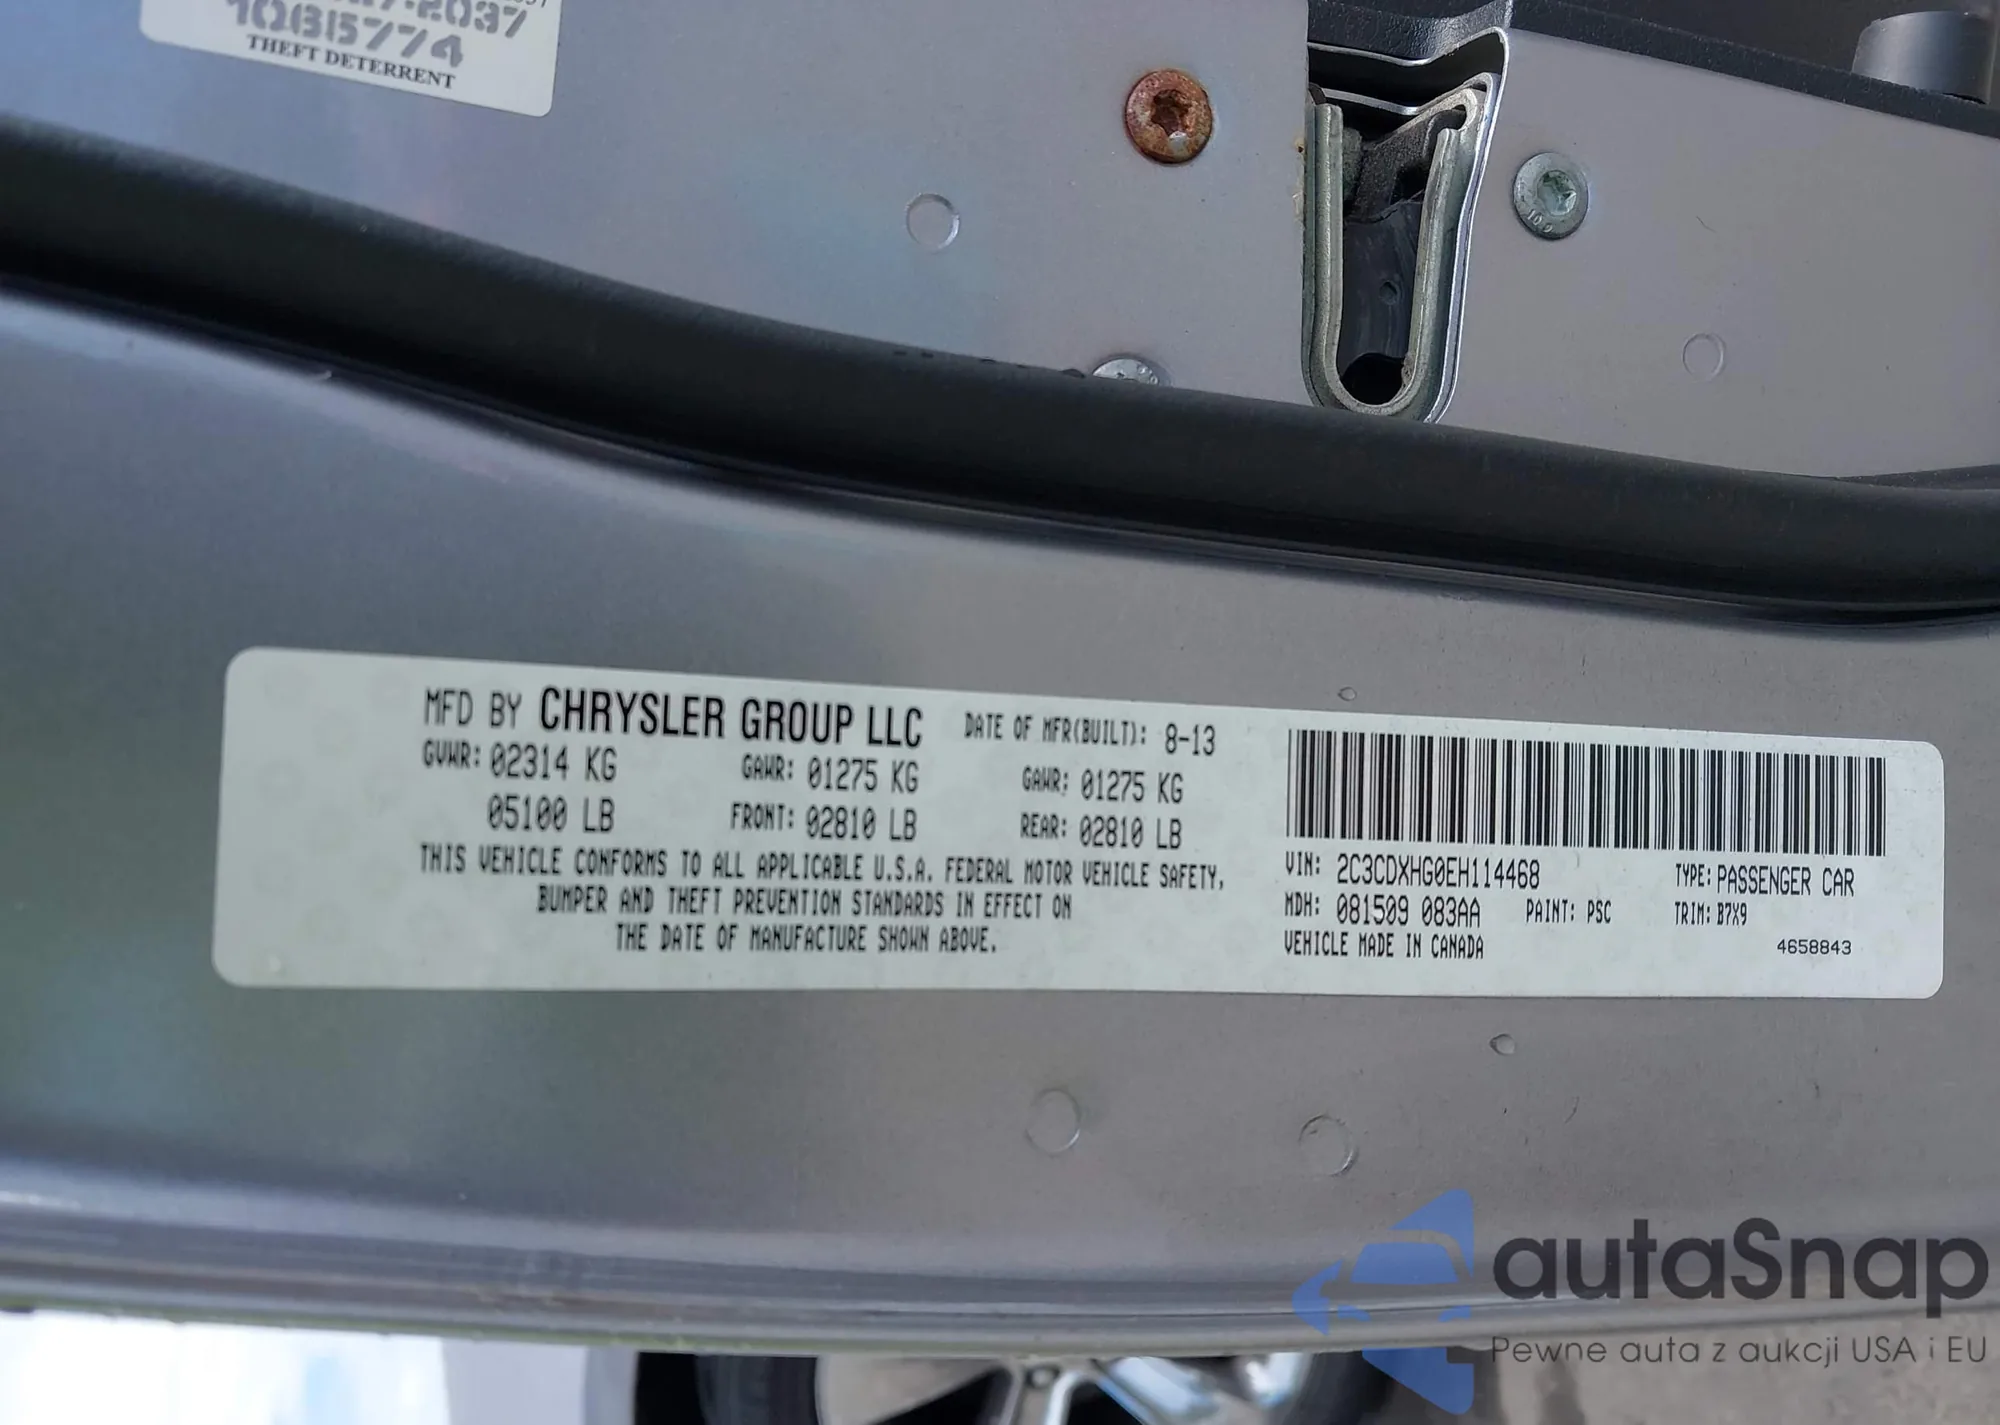 10BI5774
THEFT DETERRENT
MFD BY CHRYSLER GROUP LLC DATE OF MFR(BUILT): 8-13
GVWR: 02314 KG GAWR: 01275 KG GAWR: 01275 KG
05100 LB FRONT: 02810 LB REAR: 02810 LB
THIS VEHICLE CONFORMS TO ALL APPLICABLE U.S.A. FEDERAL MOTOR VEHICLE SAFETY,
BUMPER AND THEFT PREVENTION STANDARDS IN EFFECT ON
THE DATE OF MANUFACTURE SHOWN ABOVE.
VIN: 2C3CDXHG0EH114468 TYPE: PASSENGER CAR
MDH: 081509 083AA PAINT: PSC TRIM: B7X9
VEHICLE MADE IN CANADA 4658843
autoSnap
Pewne auta z aukcji USA i EU